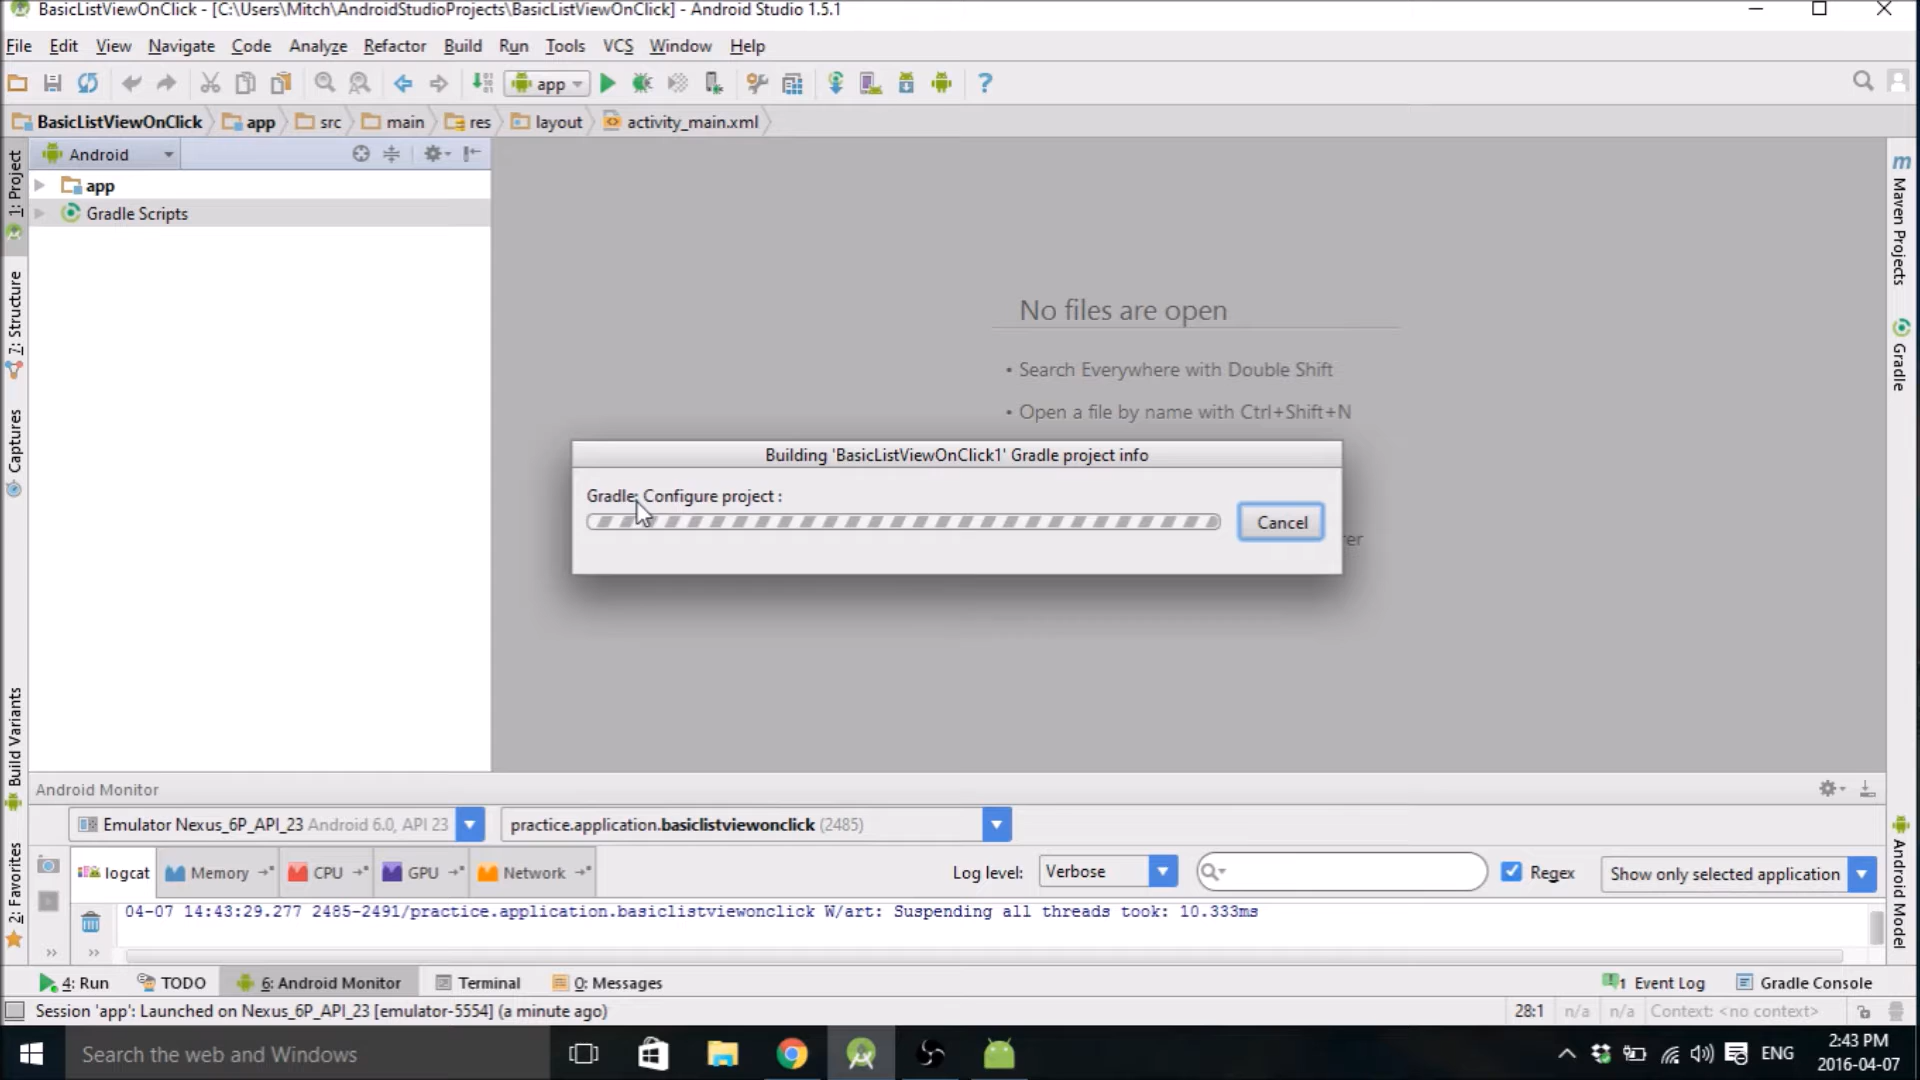 BasicListViewOnClick - [C:\Users\Mitch\AndroidStudioProjects\BasicListViewOnClick] - Android Studio 1.5.1
File Edit View Navigate Code Analyze Refactor Build Run Tools VCS Window Help
app
BasicListViewOnClick app src main res layout activity_main.xml
Android
app
Gradle Scripts
1: Project
7: Structure
Captures
Build Variants
2: Favorites
No files are open
• Search Everywhere with Double Shift
• Open a file by name with Ctrl+Shift+N
Building 'BasicListViewOnClick1' Gradle project info
Gradle: Configure project :
Cancel
Maven Projects
Gradle
Android Model
Android Monitor
Emulator Nexus_6P_API_23 Android 6.0, API 23 practice.application.basiclistviewonclick (2485)
logcat Memory CPU GPU Network Log level: Verbose Regex Show only selected application
04-07 14:43:29.277 2485-2491/practice.application.basiclistviewonclick W/art: Suspending all threads took: 10.333ms
4: Run TODO 6: Android Monitor Terminal 0: Messages 1 Event Log Gradle Console
Session 'app': Launched on Nexus_6P_API_23 [emulator-5554] (a minute ago) 28:1 n/a n/a Context: <no context>
Search the web and Windows
ENG
2:43 PM
2016-04-07